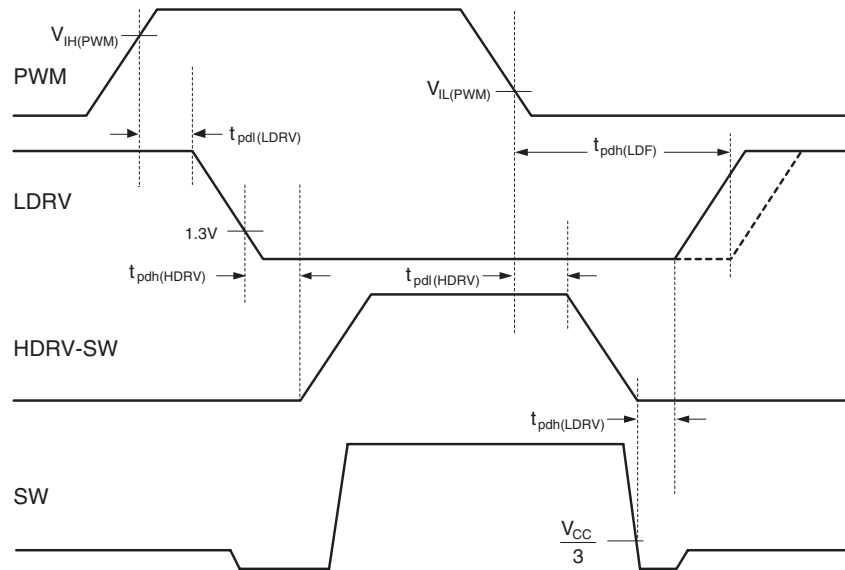 V_IH(PWM)
PWM
V_IL(PWM)
t_pdl(LDRV)
t_pdh(LDF)
LDRV
1.3V
t_pdh(HDRV)
t_pdl(HDRV)
HDRV-SW
t_pdh(LDRV)
SW
V_CC
3